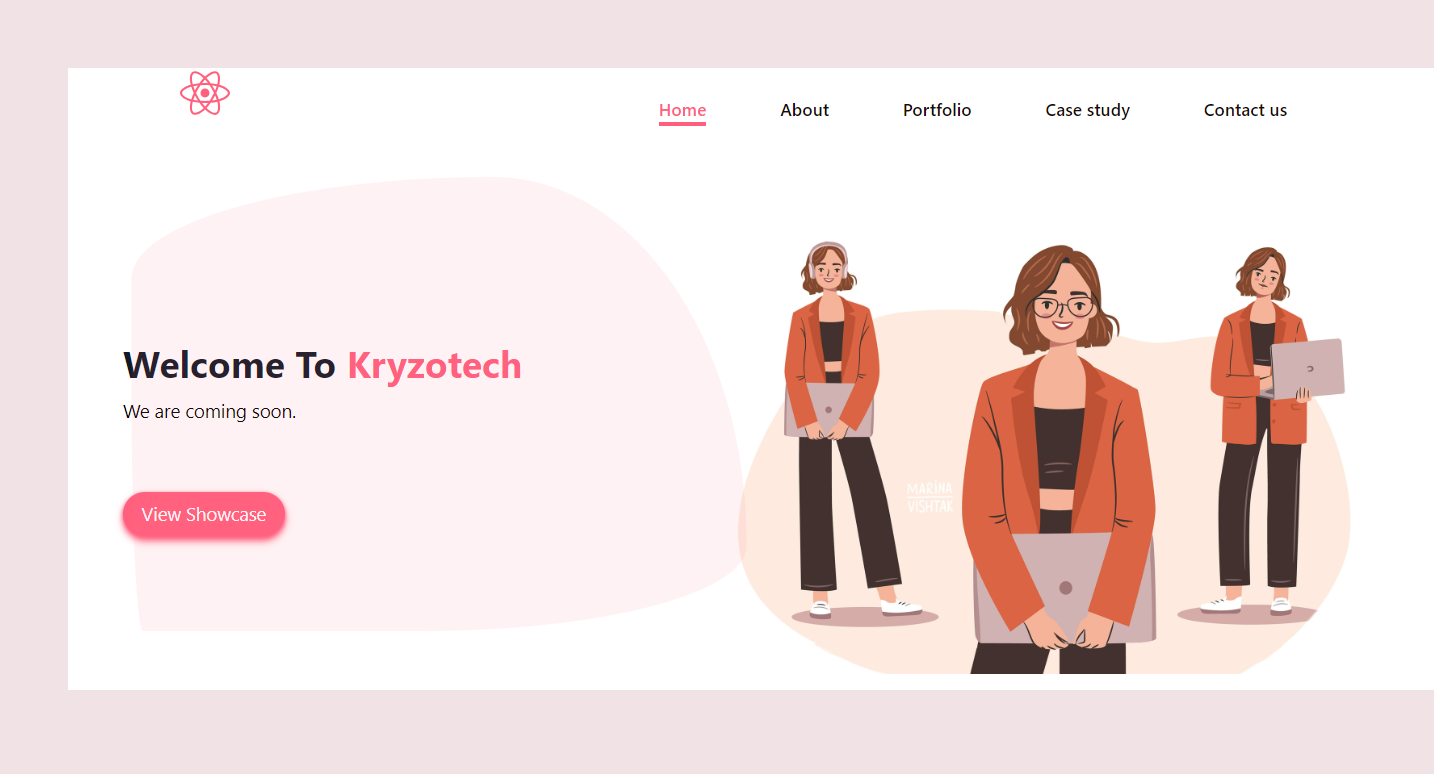 Home About Portfolio Case study Contact us
Welcome To Kryzotech
We are coming soon.
View Showcase
MARINA
VISHTAK